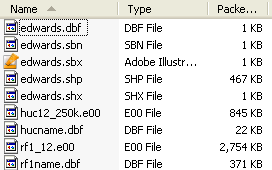 Name Type Packe...
edwards.dbf DBF File 1 KB
edwards.sbn SBN File 1 KB
edwards.sbx Adobe Illustr... 1 KB
edwards.shp SHP File 467 KB
edwards.shx SHX File 1 KB
huc12_250k.e00 E00 File 845 KB
hucname.dbf DBF File 22 KB
rf1_12.e00 E00 File 2,754 KB
rf1name.dbf DBF File 371 KB